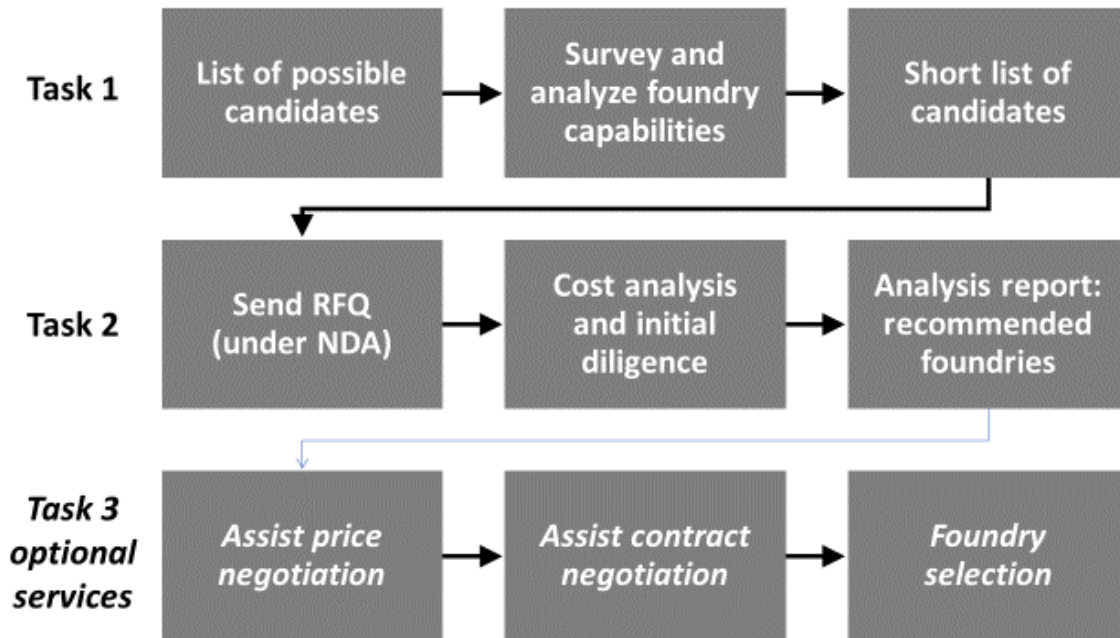 Task 1
List of possible
candidates
Survey and
analyze foundry
capabilities
Short list of
candidates
Task 2
Send RFQ
(under NDA)
Cost analysis
and initial
diligence
Analysis report:
recommended
foundries
Task 3
optional
services
Assist price
negotiation
Assist contract
negotiation
Foundry
selection